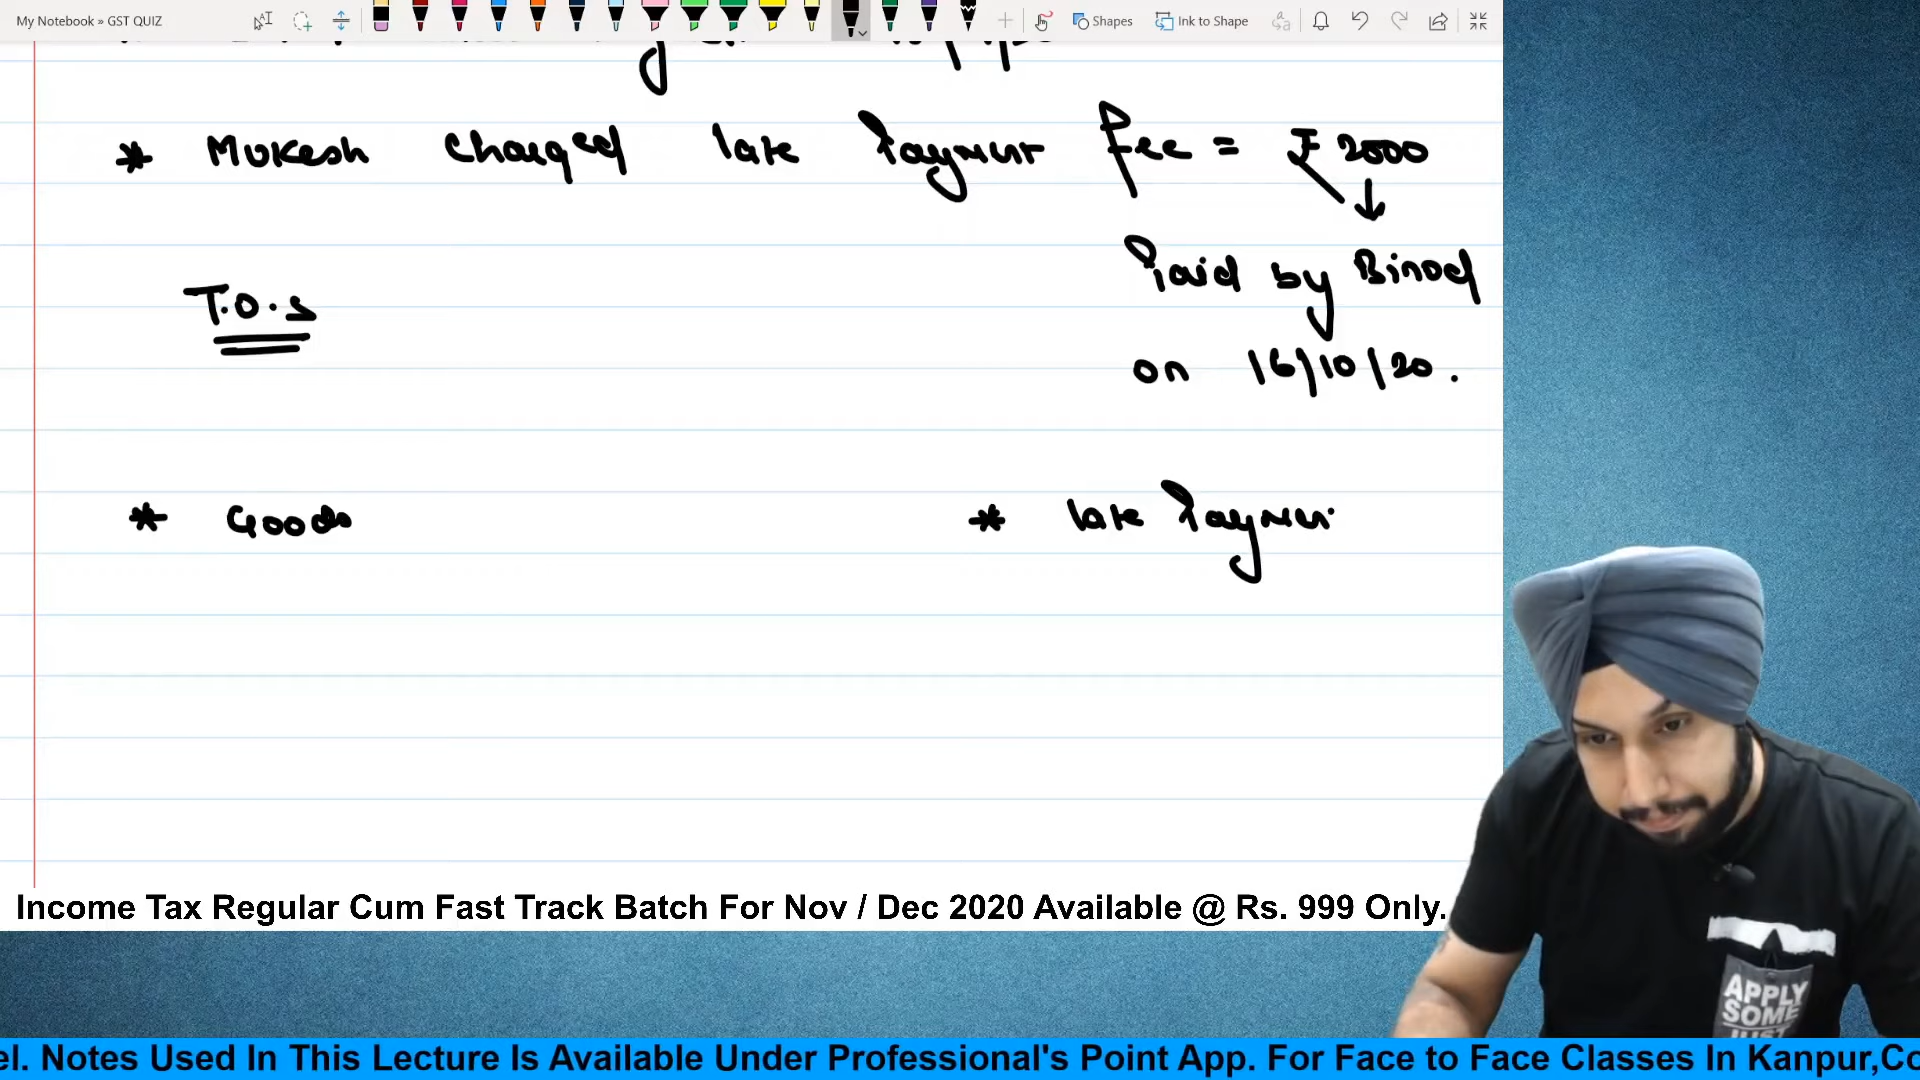 My Notebook » GST QUIZ
Shapes
Ink to Shape
* Mukesh charged late Payment fee = ₹ 2000
↓
Paid by Binod
on 16/10/20.
T.O.S
* Goods
* late Paymen
Income Tax Regular Cum Fast Track Batch For Nov / Dec 2020 Available @ Rs. 999 Only.
APPLY
SOME
JUST
el. Notes Used In This Lecture Is Available Under Professional's Point App. For Face to Face Classes In Kanpur,Co